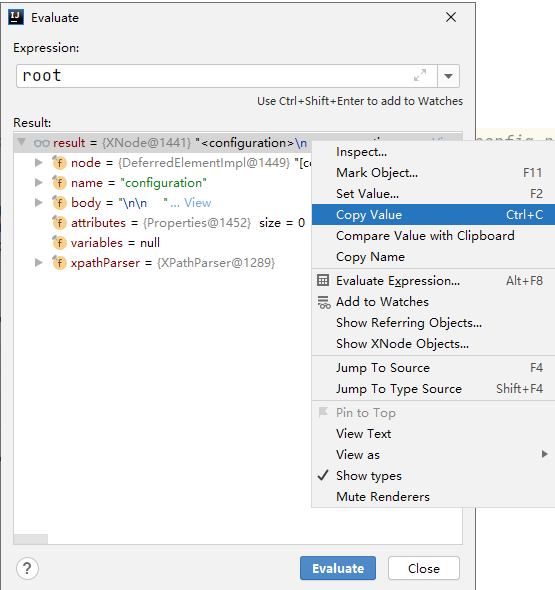 IJ Evaluate
Expression:
root
Use Ctrl+Shift+Enter to add to Watches
Result:
result = {XNode@1441} "<configuration>\n
node = {DeferredElementImpl@1449} "[co
f name = "configuration"
f body = "\n\n    "... View
f attributes = {Properties@1452} size = 0
f variables = null
f xpathParser = {XPathParser@1289}
Inspect...
Mark Object... F11
Set Value... F2
Copy Value Ctrl+C
Compare Value with Clipboard
Copy Name
Evaluate Expression... Alt+F8
Add to Watches
Show Referring Objects...
Show XNode Objects...
Jump To Source F4
Jump To Type Source Shift+F4
Pin to Top
View Text
View as
Show types
Mute Renderers
? Evaluate Close